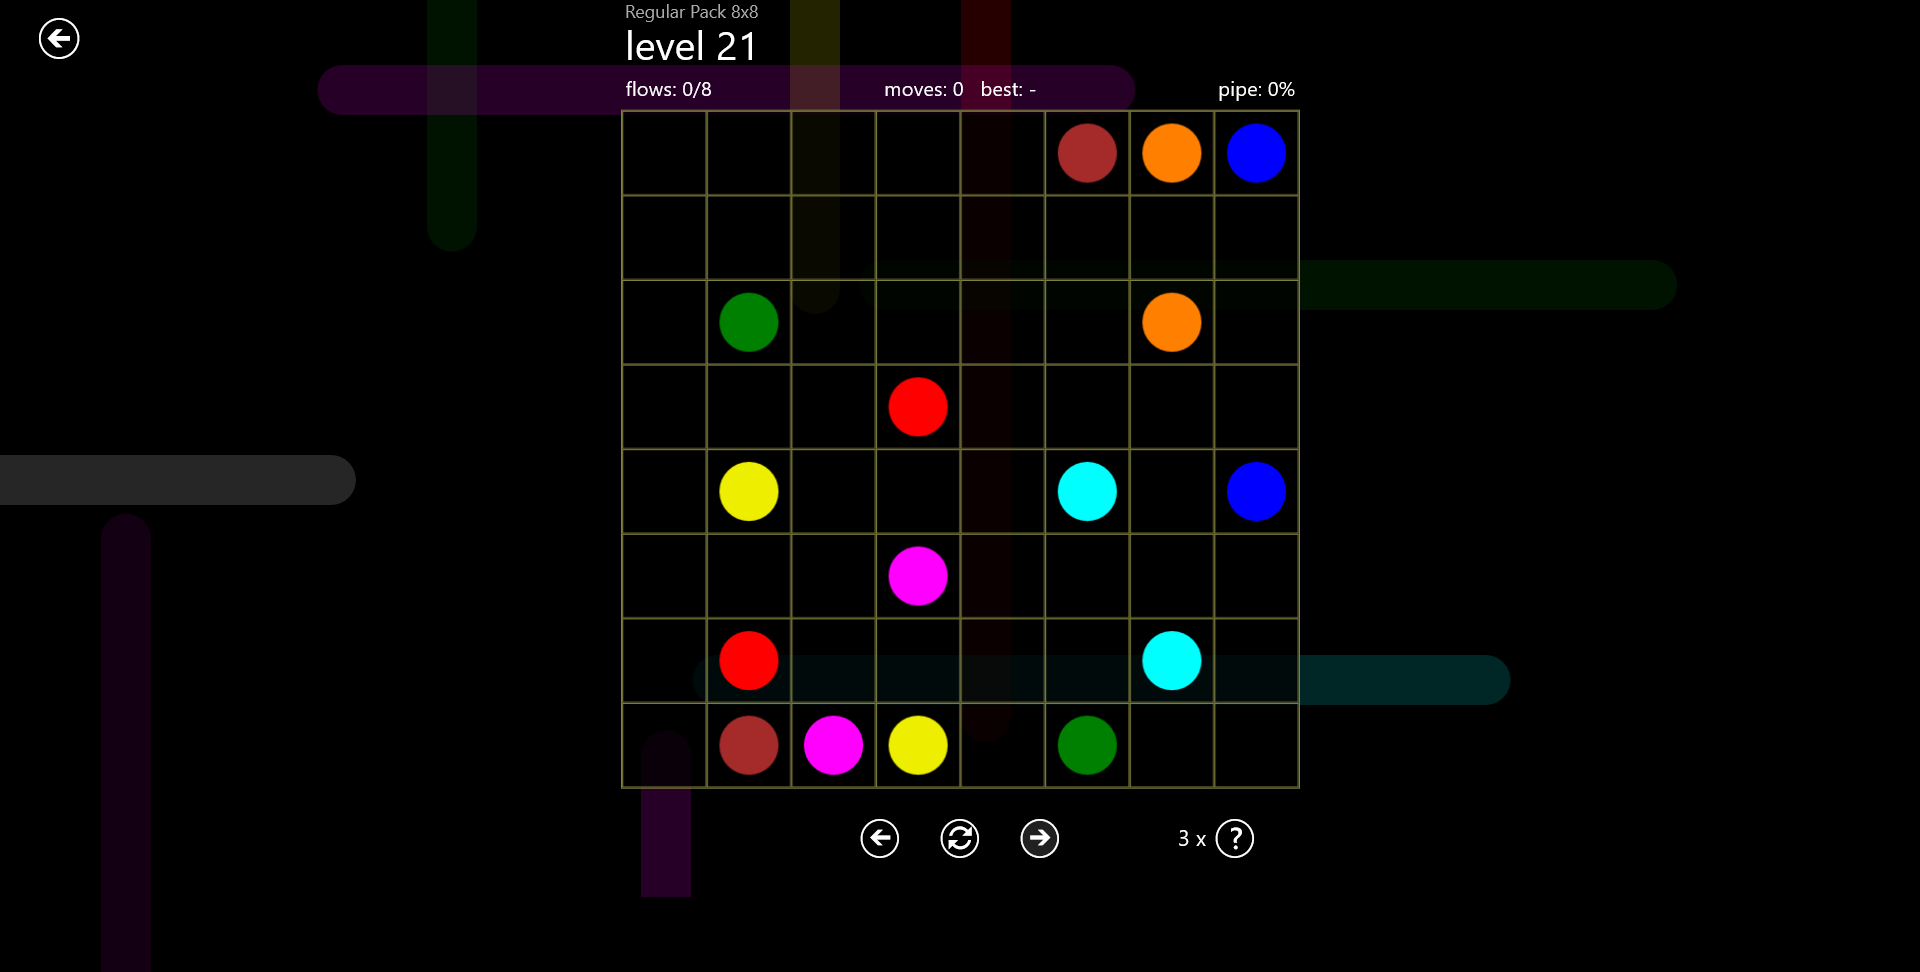 Regular Pack 8x8
level 21
flows: 0/8 moves: 0 best: - pipe: 0%
3 x ?